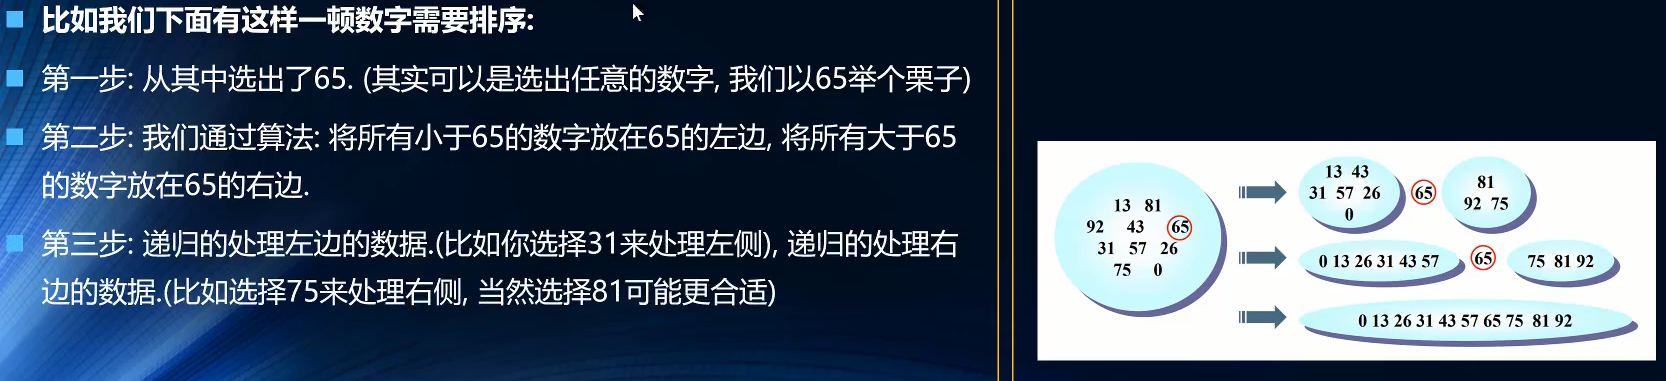 比如我们下面有这样一顿数字需要排序:
第一步: 从其中选出了65. (其实可以是选出任意的数字, 我们以65举个栗子)
第二步: 我们通过算法: 将所有小于65的数字放在65的左边, 将所有大于65
的数字放在65的右边.
第三步: 递归的处理左边的数据.(比如你选择31来处理左侧), 递归的处理右
边的数据.(比如选择75来处理右侧, 当然选择81可能更合适)
13 81
92 43 65
31 57 26
75 0
13 43
31 57 26
0
65
81
92 75
0 13 26 31 43 57
65
75 81 92
0 13 26 31 43 57 65 75 81 92